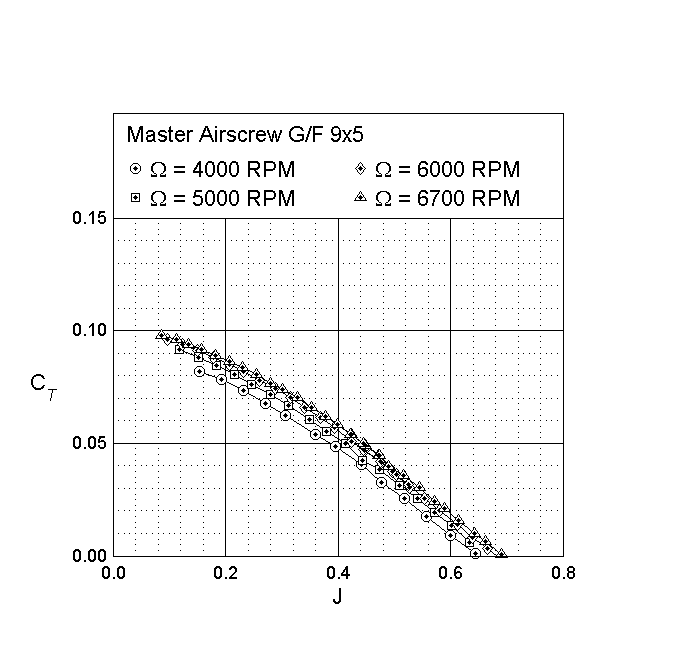 Master Airscrew G/F 9x5
Ω = 4000 RPM Ω = 6000 RPM
Ω = 5000 RPM Ω = 6700 RPM
0.15
0.10
C_T
0.05
0.00
0.0 0.2 0.4 0.6 0.8
J